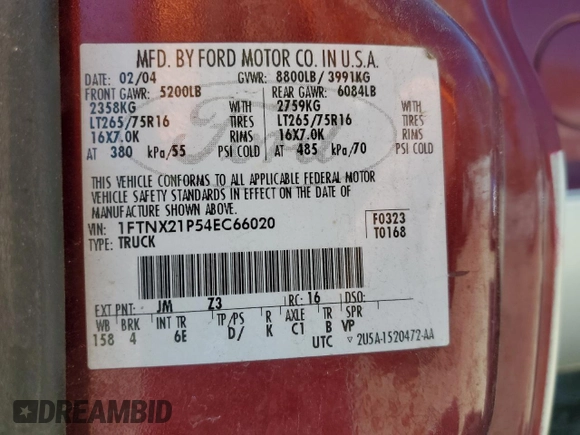 MFD. BY FORD MOTOR CO. IN U.S.A.
DATE: 02/04 GVWR: 8800LB/ 3991KG
FRONT GAWR: 5200LB REAR GAWR: 6084LB
2358KG WITH 2759KG WITH
LT265/75R16 TIRES LT265/75R16 TIRES
16X7.0K RIMS 16X7.0K RIMS
AT 380 kPa/55 PSI COLD AT 485 kPa/70 PSI COLD
Ford
THIS VEHICLE CONFORMS TO ALL APPLICABLE FEDERAL MOTOR
VEHICLE SAFETY STANDARDS IN EFFECT ON THE DATE OF
MANUFACTURE SHOWN ABOVE.
VIN: 1FTNX21P54EC66020 F0323
TYPE: TRUCK T0168
EXT PNT: JM Z3 RC: 16 DSO:
WB BRK INT TR TP/PS R AXLE TR SPR
158 4 6E D/ K C1 B VP
UTC ▽ 2U5A-1520472-AA
DREAMBID